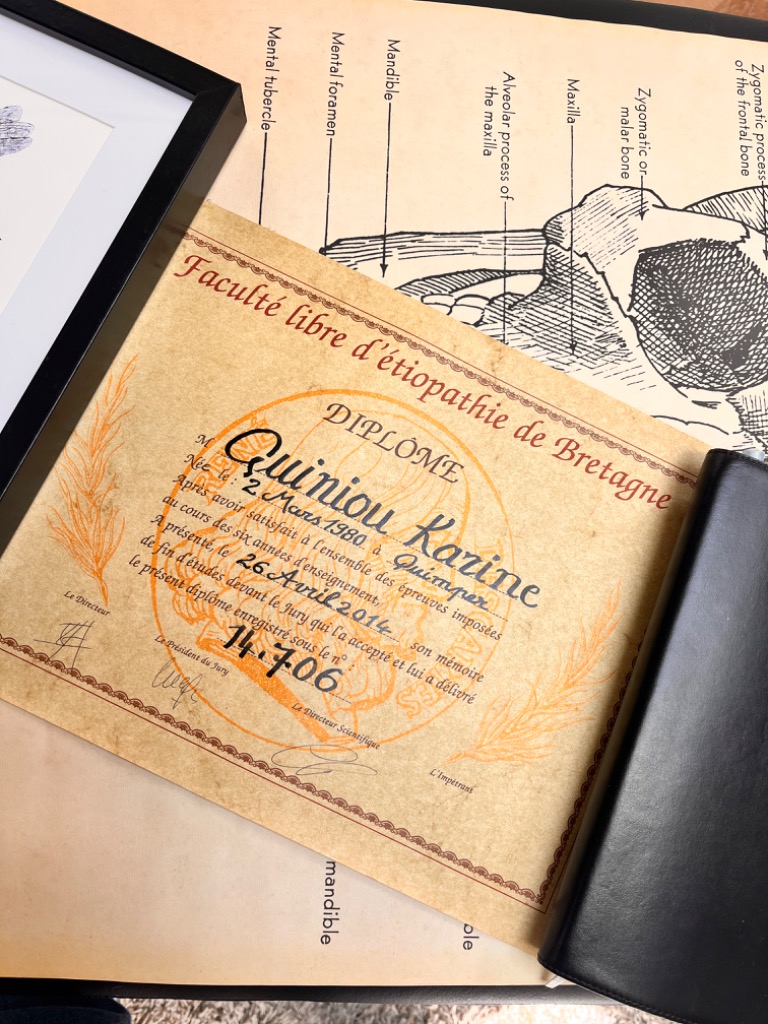 Mental tubercle
Mental foramen
Mandible
Alveolar process of
the maxilla
Maxilla
Zygomatic or
malar bone
Zygomatic process
of the frontal bone
Faculté libre d'étiopathie de Bretagne
DIPLÔME
M Quiniou Karine
Née le : 2 Mars 1980 à Quimper
Après avoir satisfait à l'ensemble des épreuves imposées
au cours des six années d'enseignement,
A présenté, le 26 Avril 2014 son mémoire
de fin d'études devant le Jury qui l'a accepté et lui a délivré
le présent diplôme enregistré sous le n° :
14.7.06
Le Directeur
Le Président du Jury
Le Directeur Scientifique
L'Impétrant
mandible